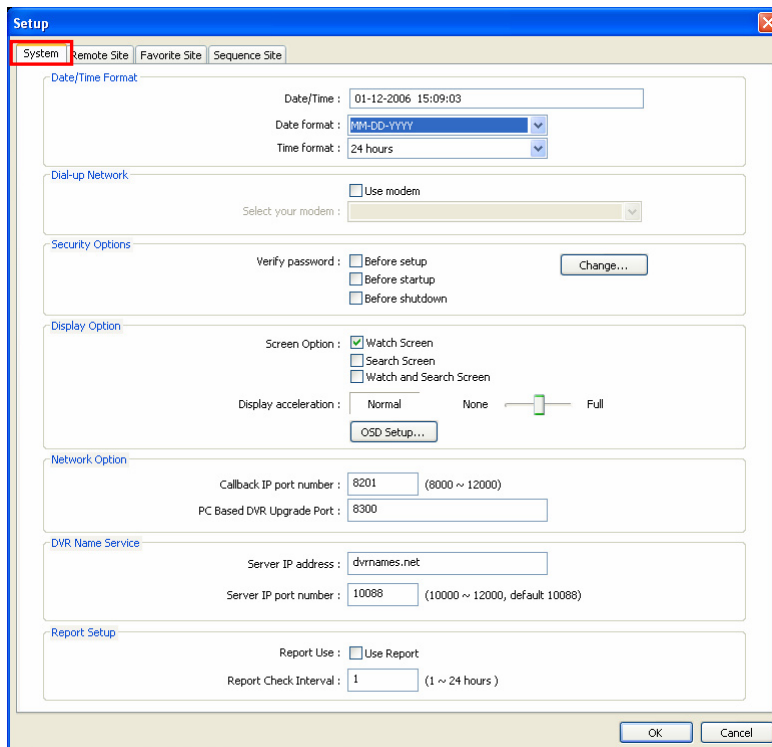 Setup
System Remote Site Favorite Site Sequence Site
Date/Time Format
Date/Time : 01-12-2006 15:09:03
Date format : MM-DD-YYYY
Time format : 24 hours
Dial-up Network
Use modem
Select your modem :
Security Options
Verify password : Before setup Change...
Before startup
Before shutdown
Display Option
Screen Option : Watch Screen
Search Screen
Watch and Search Screen
Display acceleration : Normal None Full
OSD Setup...
Network Option
Callback IP port number : 8201 (8000 ~ 12000)
PC Based DVR Upgrade Port : 8300
DVR Name Service
Server IP address : dvrnames.net
Server IP port number : 10088 (10000 ~ 12000, default 10088)
Report Setup
Report Use : Use Report
Report Check Interval : 1 (1 ~ 24 hours )
OK Cancel